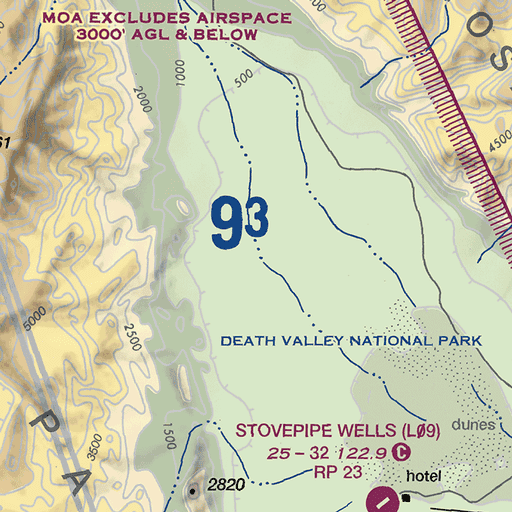 MOA EXCLUDES AIRSPACE
3000' AGL & BELOW
1000
500
2000
O
S
4500
61
93
5000
DEATH VALLEY NATIONAL PARK
2500
P
A
3500
1500
STOVEPIPE WELLS (L09)
25 – 32 122.9 C
RP 23
dunes
2820
hotel